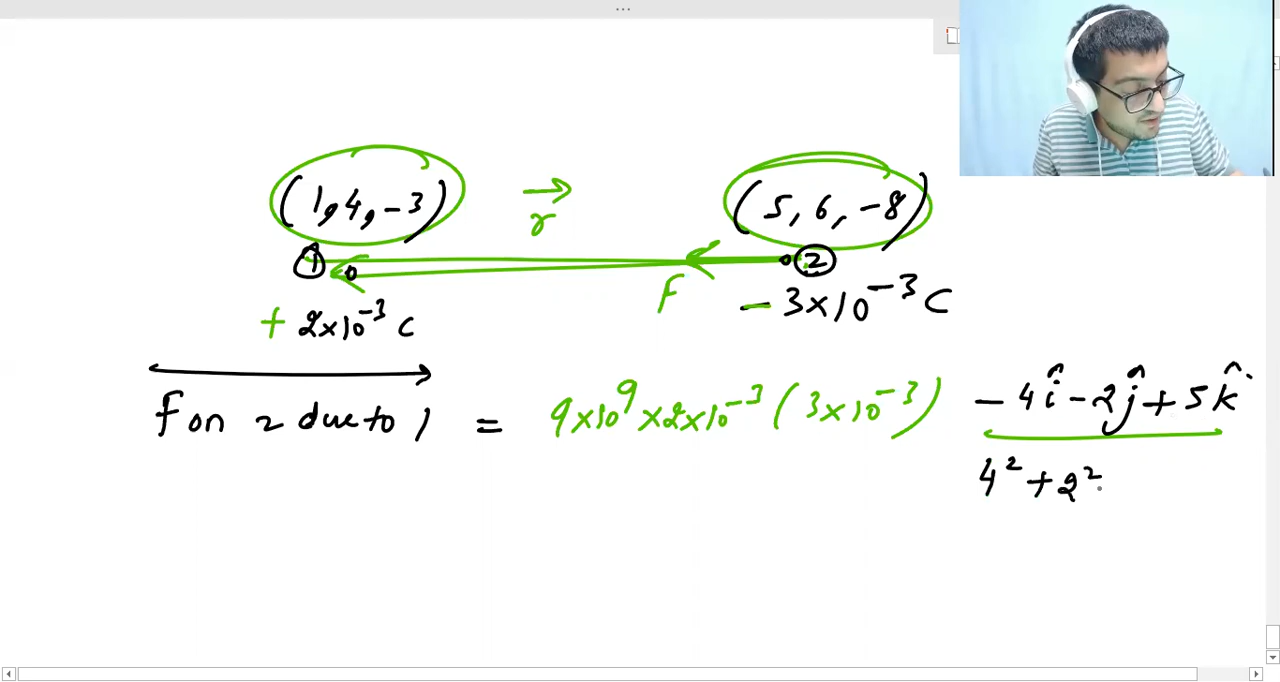 (1, 4, -3) r⃗ (5, 6, -8)
1 F 2
+ 2×10⁻³ C - 3×10⁻³ C
F on 2 due to 1 = 9×10⁹ × 2×10⁻³ (3×10⁻³) - 4î - 2ĵ + 5k̂
4² + 2²